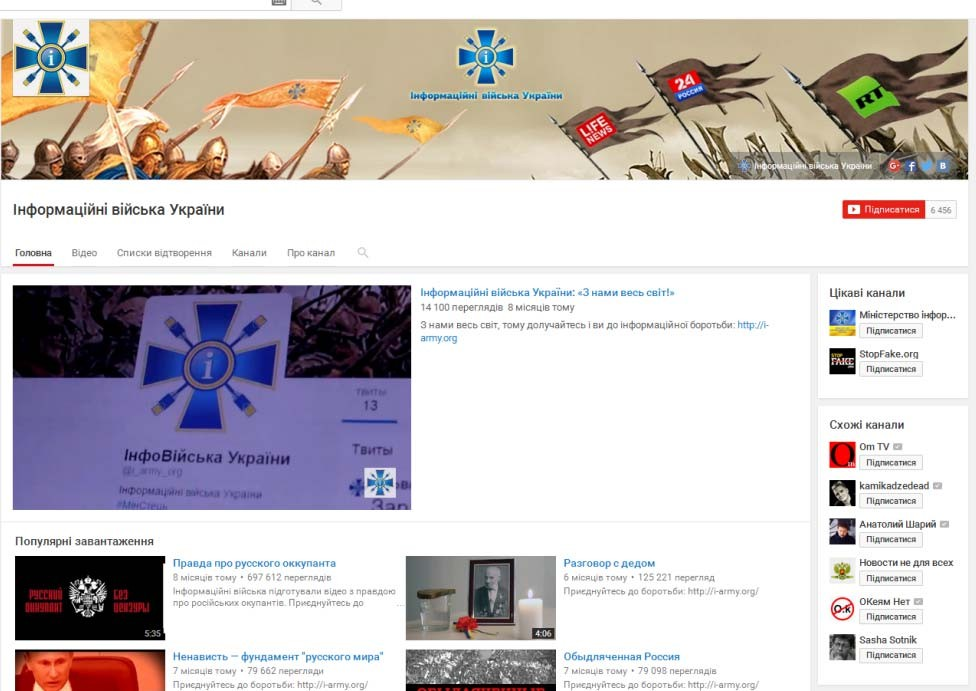 Інформаційні війська України
LIFE
NEWS
24
РОССИЯ
RT
Інформаційні війська України
G+
f
B
Інформаційні війська України
Підписатися
6 456
Головна
Відео
Списки відтворення
Канали
Про канал
Інформаційні війська України: «З нами весь світ!»
14 100 переглядів 8 місяців тому
З нами весь світ, тому долучайтесь і ви до інформаційної боротьби: http://i-
army.org
ТВИТЫ
13
ІнфоВійська України
@i_army_org
Інформаційні війська України
#МінСтець
Твиты
Популярні завантаження
РУССКИЙ
ОККУПАНТ
БЕЗ
ЦЕНЗУРЫ
5:35
Правда про русского оккупанта
8 місяців тому • 697 612 переглядів
Інформаційні війська підготували відео з правдою
про російських окупантів. Приєднуйтесь до ...
4:06
Разговор с дедом
6 місяців тому • 125 221 перегляд
Приєднуйтесь до боротьби: http://i-army.org/
Ненависть — фундамент "русского мира"
7 місяців тому • 79 662 перегляди
Приєднуйтесь до боротьби: http://i-army.org/
Обыдляченная Россия
7 місяців тому • 79 098 переглядів
Приєднуйтесь до боротьби: http://i-army.org/
Цікаві канали
Міністерство інфор...
Підписатися
STOP
FAKE
StopFake.org
Підписатися
Схожі канали
Om TV
Підписатися
kamikadzedead
Підписатися
Анатолий Шарий
Підписатися
Новости не для всех
Підписатися
О.К
ОКеям Нет
Підписатися
Sasha Sotnik
Підписатися